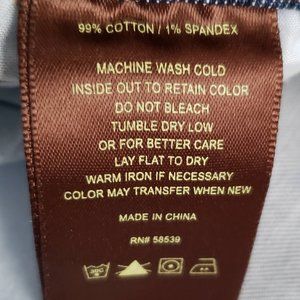 99% COTTON / 1% SPANDEX
MACHINE WASH COLD
INSIDE OUT TO RETAIN COLOR
DO NOT BLEACH
TUMBLE DRY LOW
OR FOR BETTER CARE
LAY FLAT TO DRY
WARM IRON IF NECESSARY
COLOR MAY TRANSFER WHEN NEW
MADE IN CHINA
RN# 58539